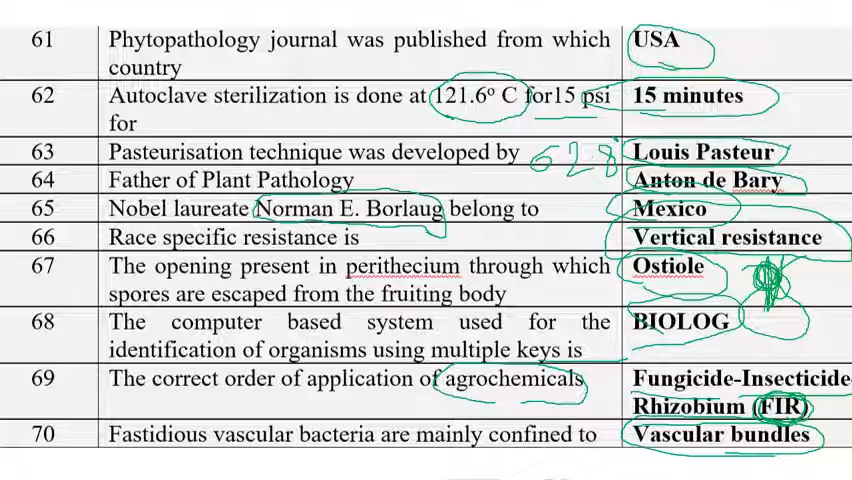 61 Phytopathology journal was published from which USA
country
62 Autoclave sterilization is done at 121.6º C for15 psi 15 minutes
for
63 Pasteurisation technique was developed by 62.8° Louis Pasteur
64 Father of Plant Pathology Anton de Bary
65 Nobel laureate Norman E. Borlaug belong to Mexico
66 Race specific resistance is Vertical resistance
67 The opening present in perithecium through which Ostiole
spores are escaped from the fruiting body
68 The computer based system used for the BIOLOG
identification of organisms using multiple keys is
69 The correct order of application of agrochemicals Fungicide-Insecticide-
Rhizobium (FIR)
70 Fastidious vascular bacteria are mainly confined to Vascular bundles